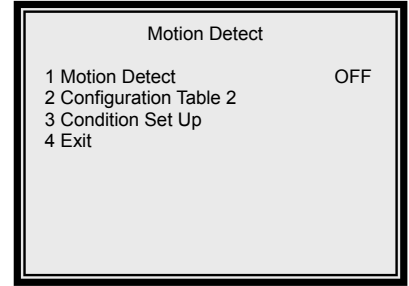 Motion Detect
1 Motion Detect OFF
2 Configuration Table 2
3 Condition Set Up
4 Exit